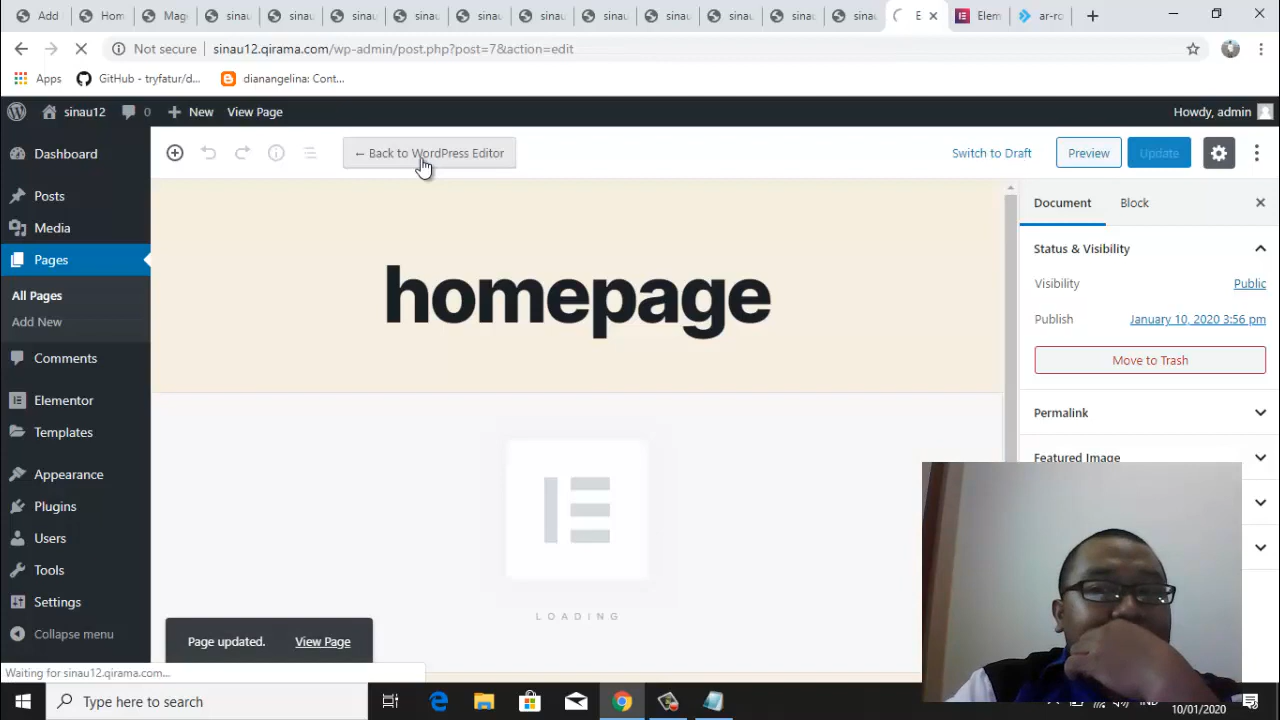 Add
Hom
Mag
sinau
sinau
sinau
sinau
sinau
sinau
sinau
sinau
sinau
sinau
E
Elem
ar-ro
Not secure
sinau12.qirama.com/wp-admin/post.php?post=7&action=edit
Apps
GitHub - tryfatur/d...
dianangelina: Cont...
sinau12
0
New
View Page
Howdy, admin
Dashboard
Posts
Media
Pages
All Pages
Add New
Comments
Elementor
Templates
Appearance
Plugins
Users
Tools
Settings
Collapse menu
← Back to WordPress Editor
Switch to Draft
Preview
Update
homepage
LOADING
Page updated.
View Page
Document
Block
Status & Visibility
Visibility
Public
Publish
January 10, 2020 3:56 pm
Move to Trash
Permalink
Featured Image
Waiting for sinau12.qirama.com...
Type here to search
10/01/2020